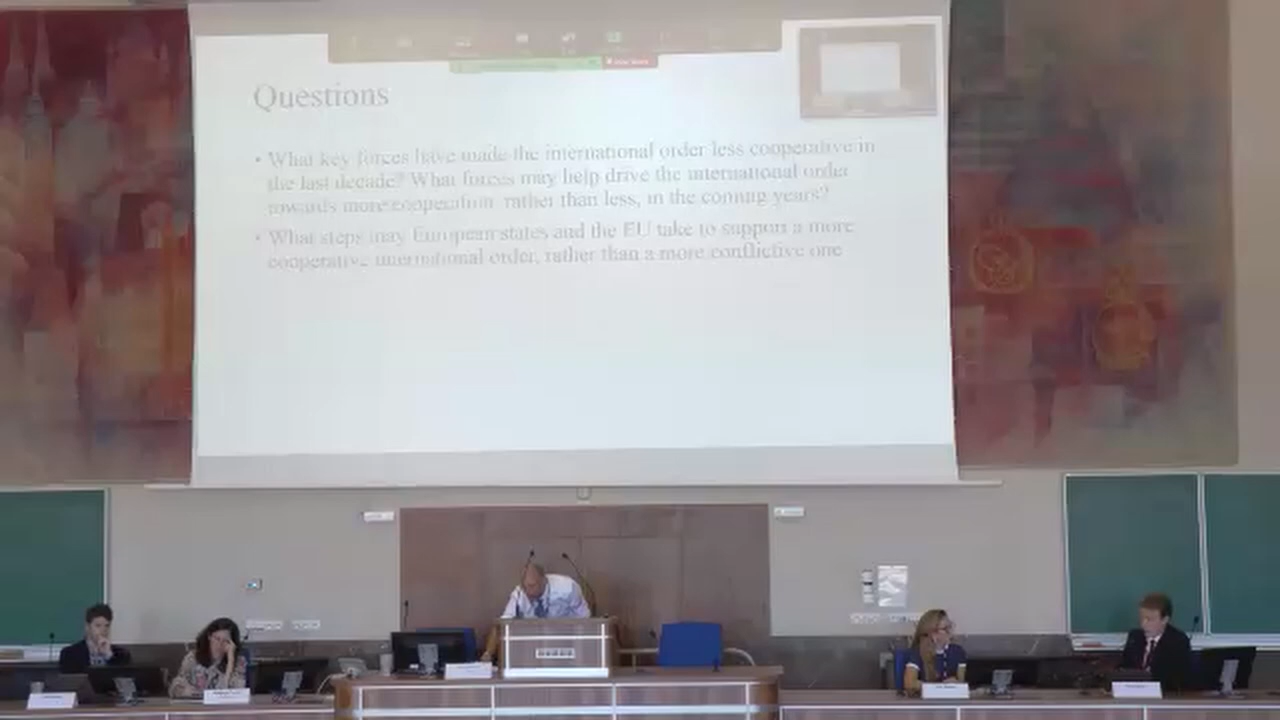 Questions
• What key forces have made the international order less cooperative in
the last decade? What forces may help drive the international order
towards more cooperation, rather than less, in the coming years?
• What steps may European states and the EU take to support a more
cooperative international order, rather than a more conflictive one